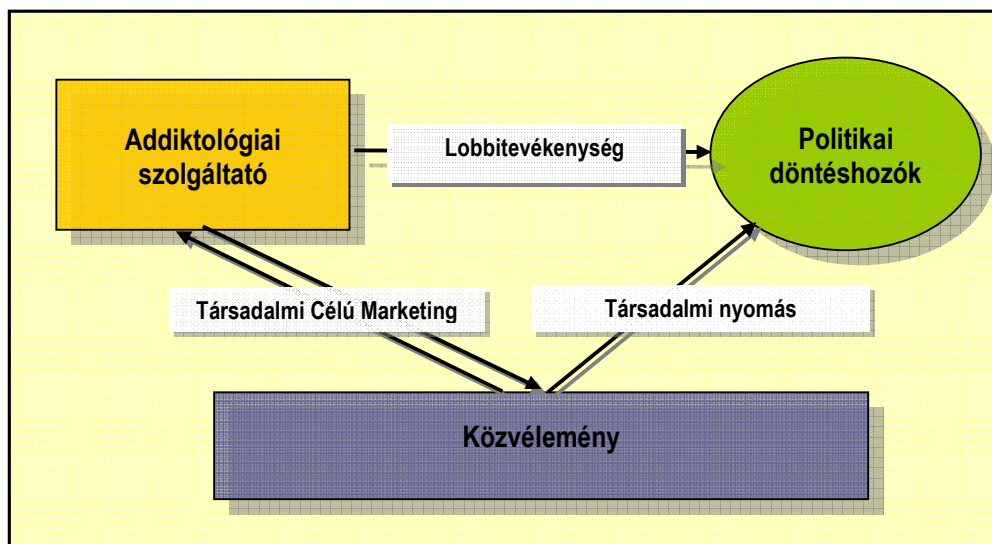 Addiktológiai
szolgáltató
Lobbitevékenység
Politikai
döntéshozók
Társadalmi Célú Marketing
Társadalmi nyomás
Közvélemény